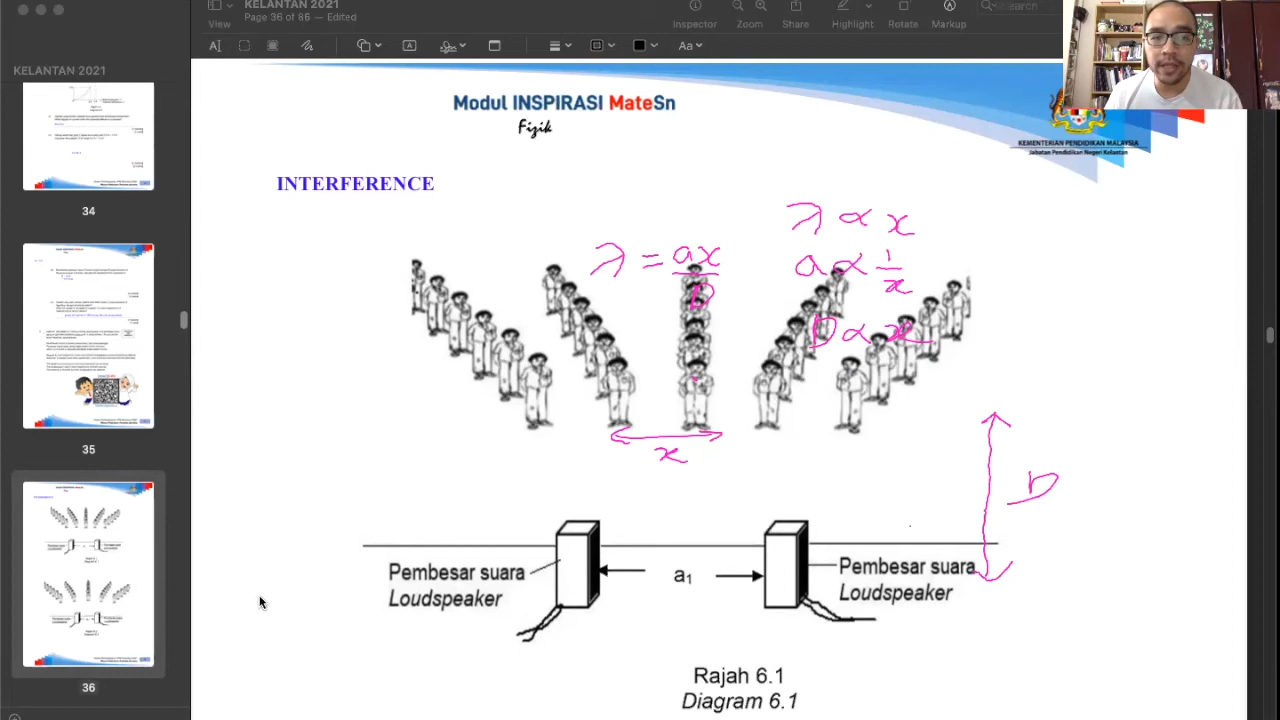 KELANTAN 2021
Page 36 of 86 — Edited
Inspector
Zoom
Share
Highlight
Rotate
Markup
Search
Aa
KELANTAN 2021
34
35
36
Modul INSPIRASI MateSn
Fizik
KEMENTERIAN PENDIDIKAN MALAYSIA
Jabatan Pendidikan Negeri Kelantan
INTERFERENCE
λ = ax
D
λ ∝ x
a ∝ 1
x
D ∝ x
x
D
Pembesar suara
Loudspeaker
a₁
Pembesar suara
Loudspeaker
Rajah 6.1
Diagram 6.1